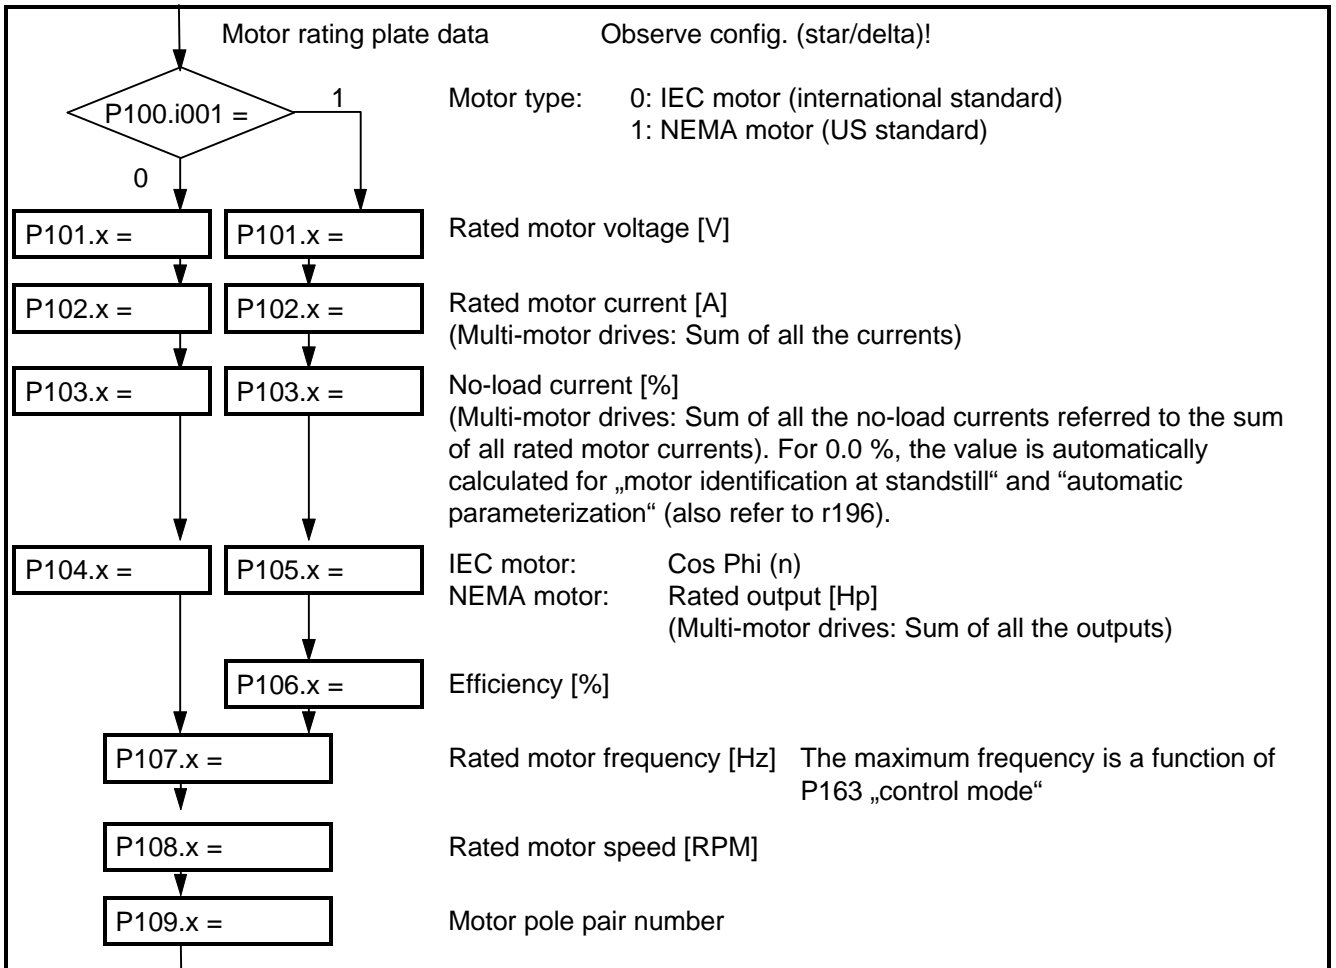 Motor rating plate data Observe config. (star/delta)!
P100.i001 = 1 Motor type: 0: IEC motor (international standard)
1: NEMA motor (US standard)
0
P101.x = P101.x = Rated motor voltage [V]
P102.x = P102.x = Rated motor current [A]
(Multi-motor drives: Sum of all the currents)
P103.x = P103.x = No-load current [%]
(Multi-motor drives: Sum of all the no-load currents referred to the sum
of all rated motor currents). For 0.0 %, the value is automatically
calculated for „motor identification at standstill“ and “automatic
parameterization“ (also refer to r196).
P104.x = P105.x = IEC motor: Cos Phi (n)
NEMA motor: Rated output [Hp]
(Multi-motor drives: Sum of all the outputs)
P106.x = Efficiency [%]
P107.x = Rated motor frequency [Hz] The maximum frequency is a function of
P163 „control mode“
P108.x = Rated motor speed [RPM]
P109.x = Motor pole pair number